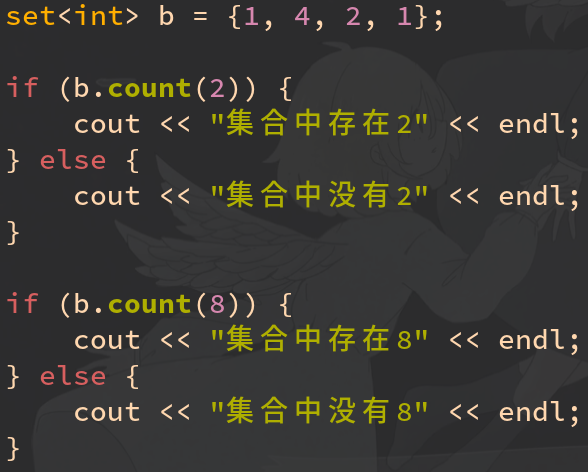 set<int> b = {1, 4, 2, 1};
if (b.count(2)) {
cout << "集合中存在2" << endl;
} else {
cout << "集合中没有2" << endl;
}
if (b.count(8)) {
cout << "集合中存在8" << endl;
} else {
cout << "集合中没有8" << endl;
}